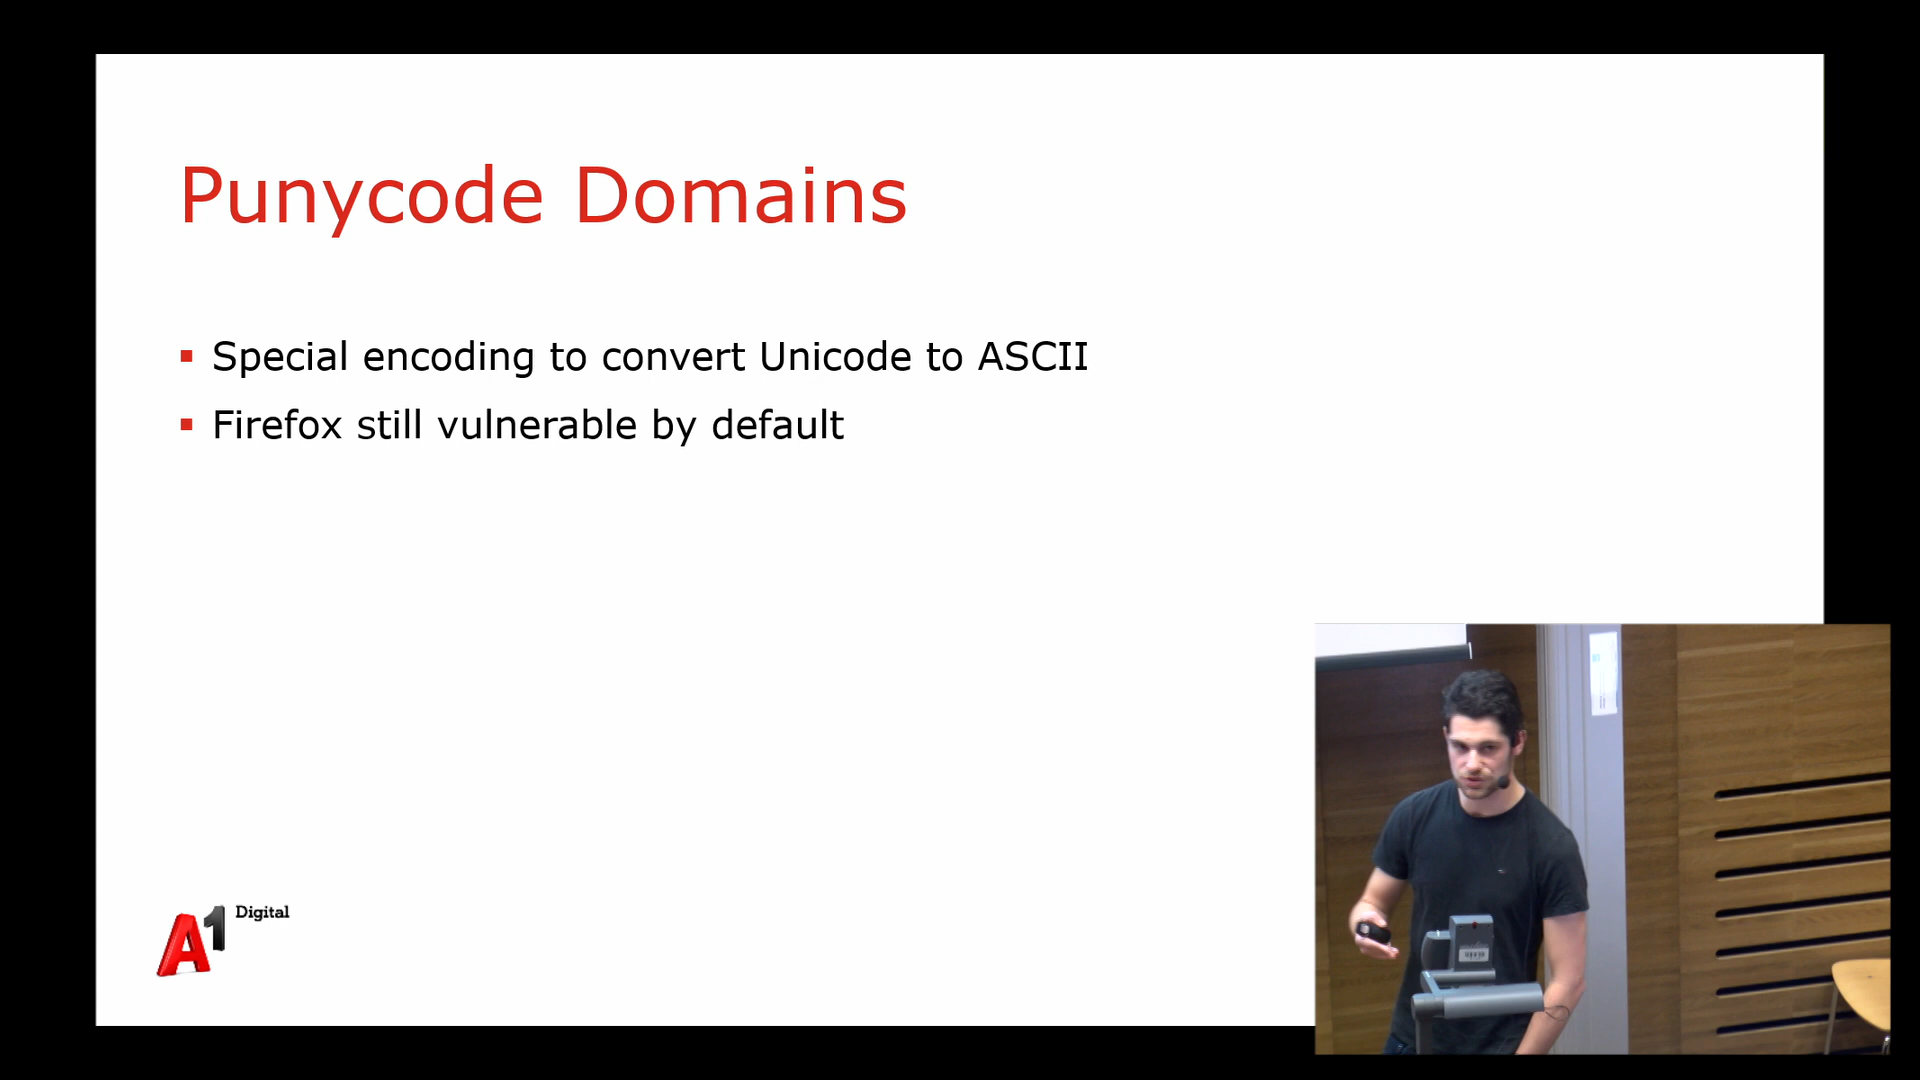 Punycode Domains
Special encoding to convert Unicode to ASCII
Firefox still vulnerable by default
A1 Digital